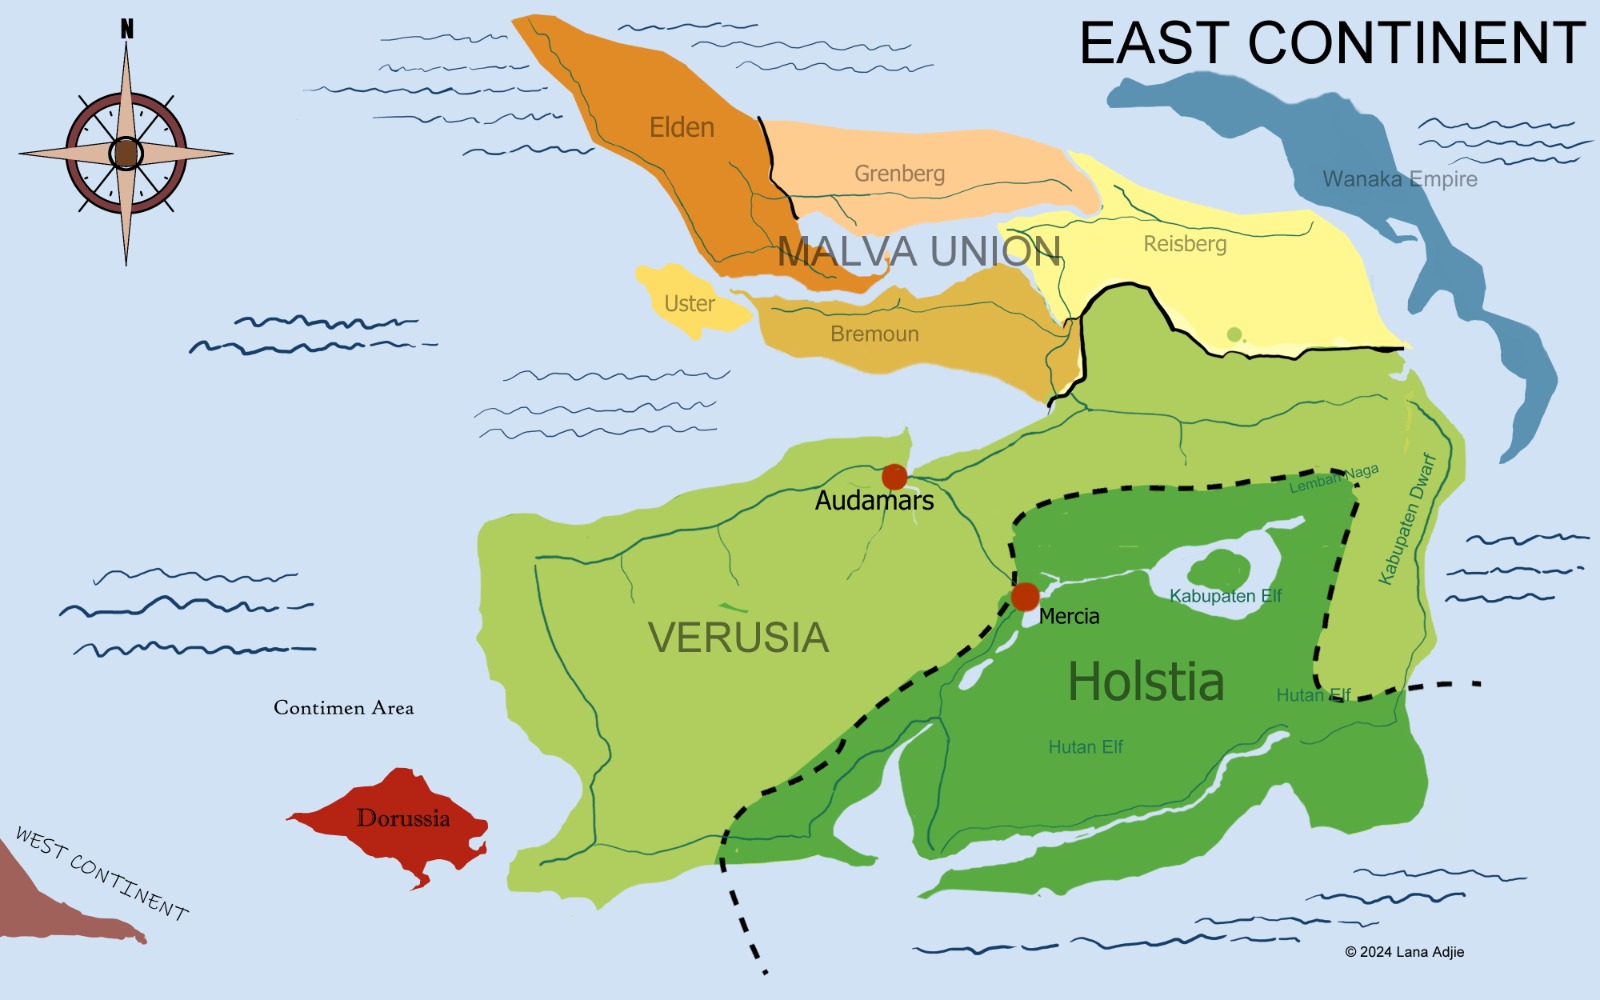 N
EAST CONTINENT
Elden
Grenberg
Wanaka Empire
MALVA UNION
Reisberg
Uster
Bremoun
Lembah Naga
Audamars
Kabupaten Dwarf
Kabupaten Elf
Mercia
VERUSIA
Holstia
Hutan Elf
Contimen Area
Hutan Elf
Dorussia
WEST CONTINENT
© 2024 Lana Adjie